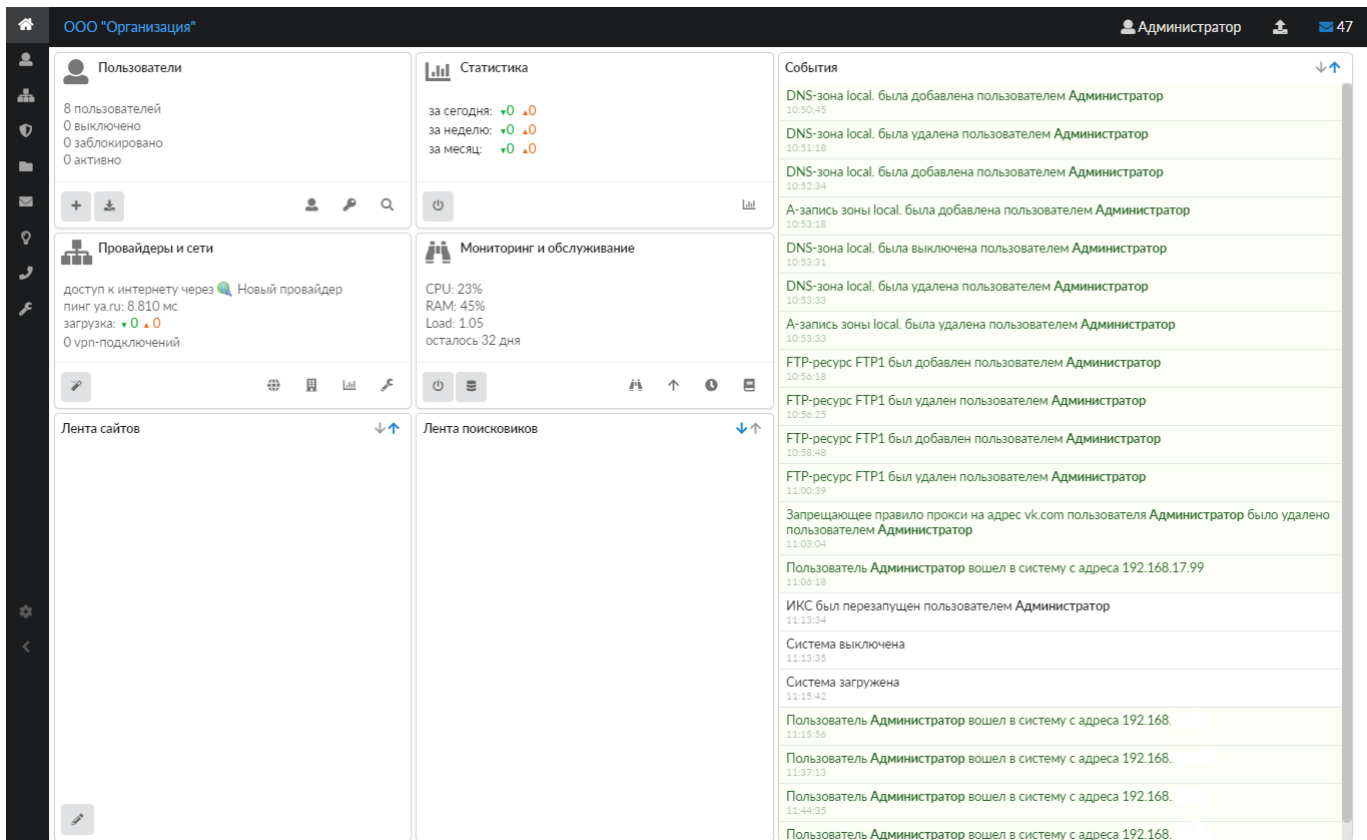 ООО "Организация"
Администратор
47
Пользователи
8 пользователей
0 выключено
0 заблокировано
0 активно
Статистика
за сегодня: ▾0 ▴0
за неделю: ▾0 ▴0
за месяц: ▾0 ▴0
Провайдеры и сети
доступ к интернету через Новый провайдер
пинг ya.ru: 8.810 мс
загрузка: ▾ 0 ▴ 0
0 vpn-подключений
Мониторинг и обслуживание
CPU: 23%
RAM: 45%
Load: 1.05
осталось 32 дня
Лента сайтов
Лента поисковиков
События
DNS-зона local. была добавлена пользователем Администратор
10:50:45
DNS-зона local. была удалена пользователем Администратор
10:51:18
DNS-зона local. была добавлена пользователем Администратор
10:52:34
А-запись зоны local. была добавлена пользователем Администратор
10:53:18
DNS-зона local. была выключена пользователем Администратор
10:53:31
DNS-зона local. была удалена пользователем Администратор
10:53:33
А-запись зоны local. была удалена пользователем Администратор
10:53:33
FTP-ресурс FTP1 был добавлен пользователем Администратор
10:56:18
FTP-ресурс FTP1 был удален пользователем Администратор
10:56:25
FTP-ресурс FTP1 был добавлен пользователем Администратор
10:58:48
FTP-ресурс FTP1 был удален пользователем Администратор
11:00:39
Запрещающее правило прокси на адрес vk.com пользователя Администратор было удалено
пользователем Администратор
11:03:04
Пользователь Администратор вошел в систему с адреса 192.168.17.99
11:06:18
ИКС был перезапущен пользователем Администратор
11:13:34
Система выключена
11:13:35
Система загружена
11:15:42
Пользователь Администратор вошел в систему с адреса 192.168.
11:15:56
Пользователь Администратор вошел в систему с адреса 192.168.
11:37:13
Пользователь Администратор вошел в систему с адреса 192.168.
11:44:35
Пользователь Администратор вошел в систему с адреса 192.168.